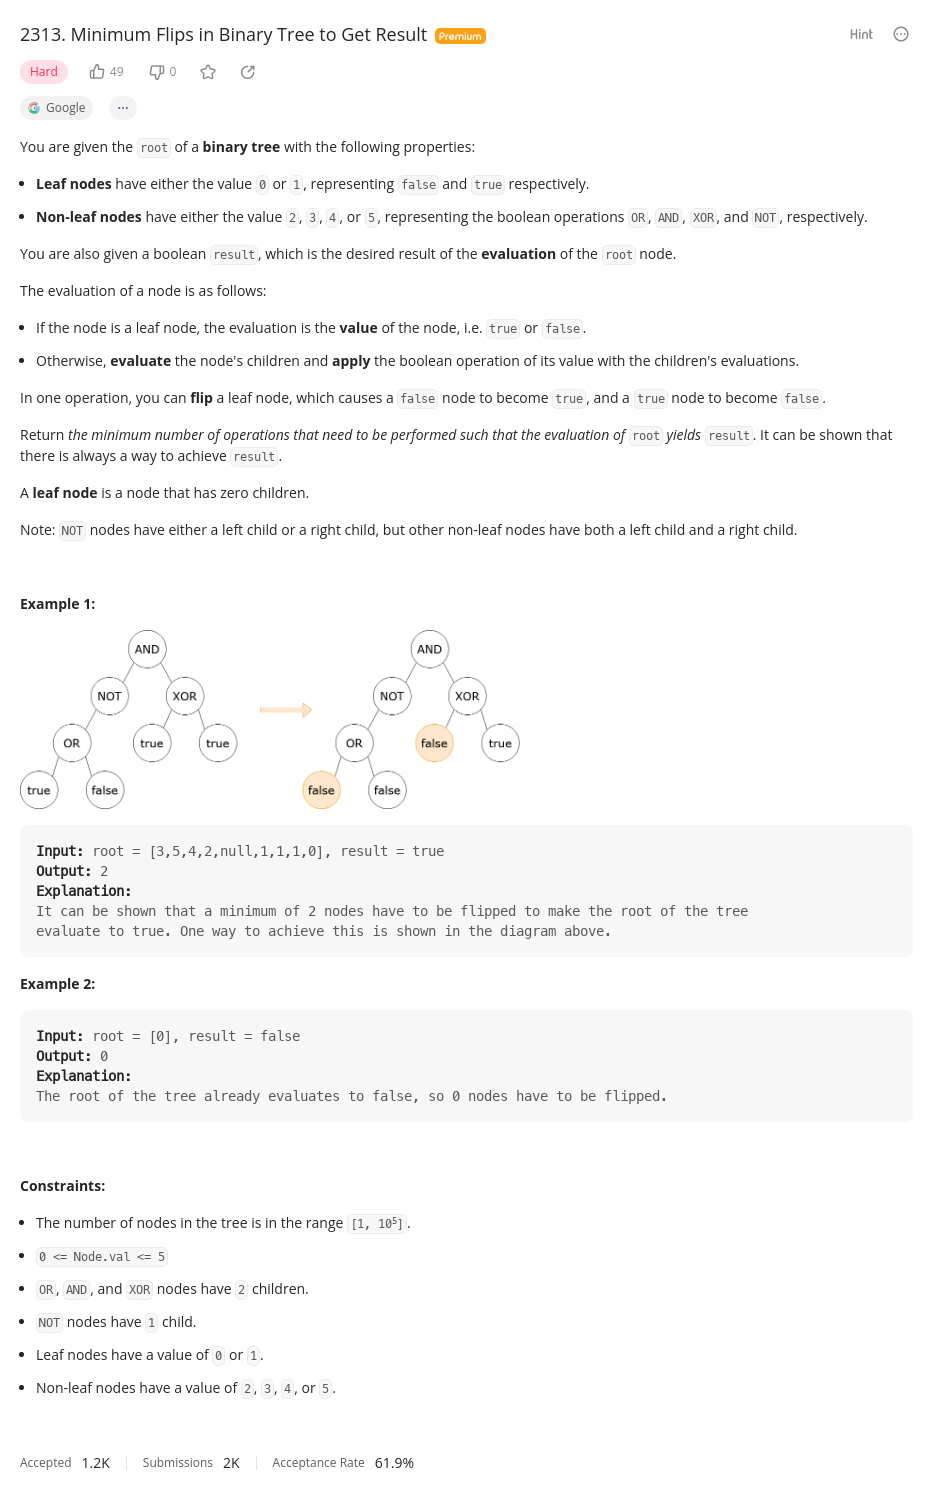 2313. Minimum Flips in Binary Tree to Get Result Premium
Hint
Hard 49 0
Google ...
You are given the root of a binary tree with the following properties:
• Leaf nodes have either the value 0 or 1, representing false and true respectively.
• Non-leaf nodes have either the value 2, 3, 4, or 5, representing the boolean operations OR, AND, XOR, and NOT, respectively.
You are also given a boolean result, which is the desired result of the evaluation of the root node.
The evaluation of a node is as follows:
• If the node is a leaf node, the evaluation is the value of the node, i.e. true or false.
• Otherwise, evaluate the node's children and apply the boolean operation of its value with the children's evaluations.
In one operation, you can flip a leaf node, which causes a false node to become true, and a true node to become false.
Return the minimum number of operations that need to be performed such that the evaluation of root yields result. It can be shown that
there is always a way to achieve result.
A leaf node is a node that has zero children.
Note: NOT nodes have either a left child or a right child, but other non-leaf nodes have both a left child and a right child.
Example 1:
AND AND
NOT XOR NOT XOR
OR true true OR false true
true false false false
Input: root = [3,5,4,2,null,1,1,1,0], result = true
Output: 2
Explanation:
It can be shown that a minimum of 2 nodes have to be flipped to make the root of the tree
evaluate to true. One way to achieve this is shown in the diagram above.
Example 2:
Input: root = [0], result = false
Output: 0
Explanation:
The root of the tree already evaluates to false, so 0 nodes have to be flipped.
Constraints:
• The number of nodes in the tree is in the range [1, 10⁵].
• 0 <= Node.val <= 5
• OR, AND, and XOR nodes have 2 children.
• NOT nodes have 1 child.
• Leaf nodes have a value of 0 or 1.
• Non-leaf nodes have a value of 2, 3, 4, or 5.
Accepted 1.2K Submissions 2K Acceptance Rate 61.9%